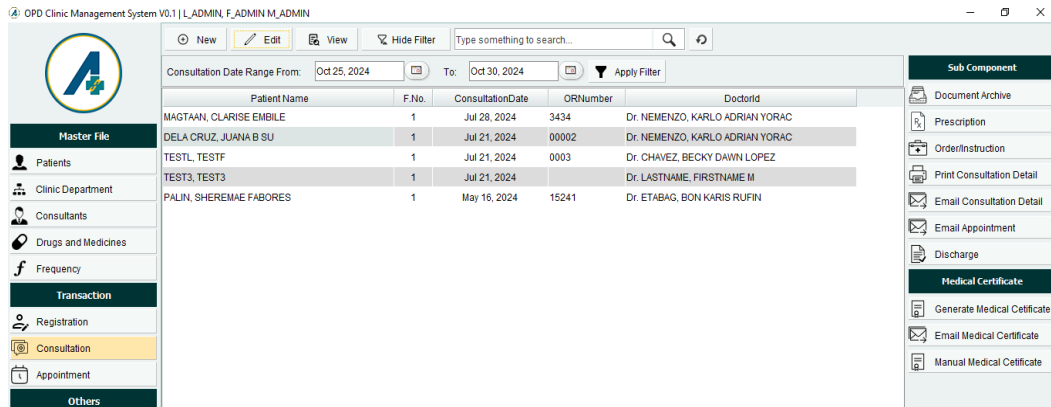 OPD Clinic Management System V0.1 | L_ADMIN, F_ADMIN M_ADMIN
New Edit View Hide Filter Type something to search...
Consultation Date Range From: Oct 25, 2024 To: Oct 30, 2024 Apply Filter
Patient Name F.No. ConsultationDate ORNumber DoctorId
MAGTAAN, CLARISE EMBILE 1 Jul 28, 2024 3434 Dr. NEMENZO, KARLO ADRIAN YORAC
DELA CRUZ, JUANA B SU 1 Jul 21, 2024 00002 Dr. NEMENZO, KARLO ADRIAN YORAC
TESTL, TESTF 1 Jul 21, 2024 0003 Dr. CHAVEZ, BECKY DAWN LOPEZ
TEST3, TEST3 1 Jul 21, 2024 Dr. LASTNAME, FIRSTNAME M
PALIN, SHEREMAE FABORES 1 May 16, 2024 15241 Dr. ETABAG, BON KARIS RUFIN
Master File
Patients
Clinic Department
Consultants
Drugs and Medicines
Frequency
Transaction
Registration
Consultation
Appointment
Others
Sub Component
Document Archive
Prescription
Order/Instruction
Print Consultation Detail
Email Consultation Detail
Email Appointment
Discharge
Medical Certificate
Generate Medical Cetificate
Email Medical Certificate
Manual Medical Cetificate